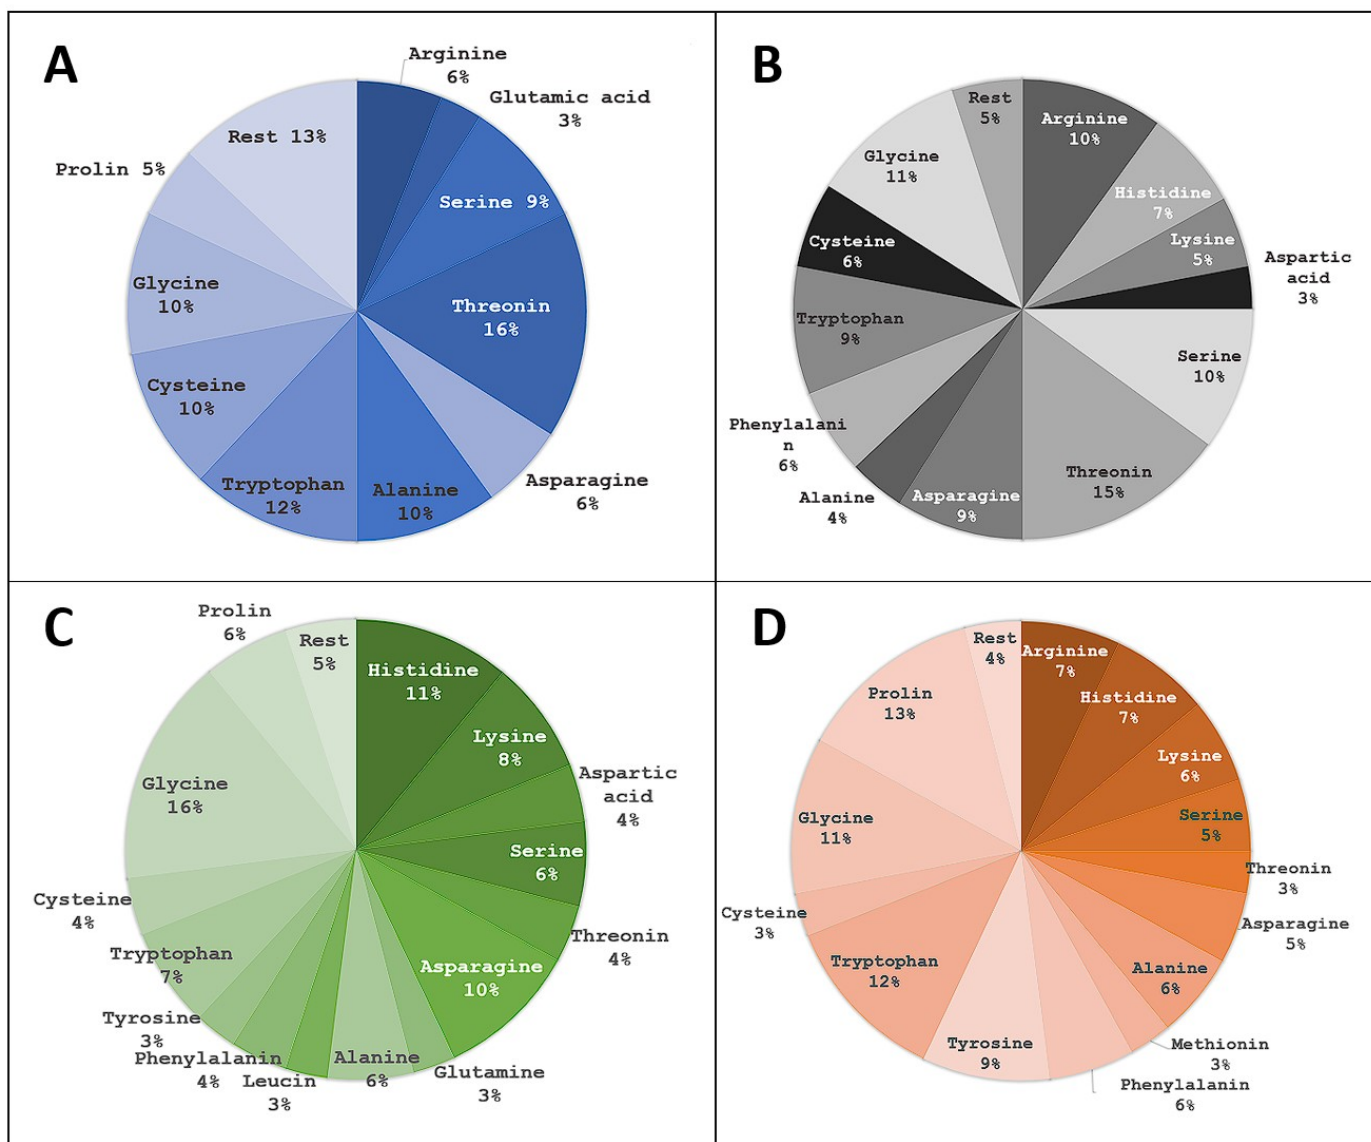 A
Arginine
6%
Glutamic acid
3%
Serine 9%
Threonin
16%
Asparagine
6%
Alanine
10%
Tryptophan
12%
Cysteine
10%
Glycine
10%
Prolin 5%
Rest 13%
B
Arginine
10%
Histidine
7%
Lysine
5%
Aspartic
acid
3%
Serine
10%
Threonin
15%
Asparagine
9%
Alanine
4%
Phenylalani
n
6%
Tryptophan
9%
Cysteine
6%
Glycine
11%
Rest
5%
C
Histidine
11%
Lysine
8%
Aspartic
acid
4%
Serine
6%
Threonin
4%
Asparagine
10%
Glutamine
3%
Alanine
6%
Leucin
3%
Phenylalanin
4%
Tyrosine
3%
Tryptophan
7%
Cysteine
4%
Glycine
16%
Prolin
6%
Rest
5%
D
Arginine
7%
Histidine
7%
Lysine
6%
Serine
5%
Threonin
3%
Asparagine
5%
Alanine
6%
Methionin
3%
Phenylalanin
6%
Tyrosine
9%
Tryptophan
12%
Cysteine
3%
Glycine
11%
Prolin
13%
Rest
4%